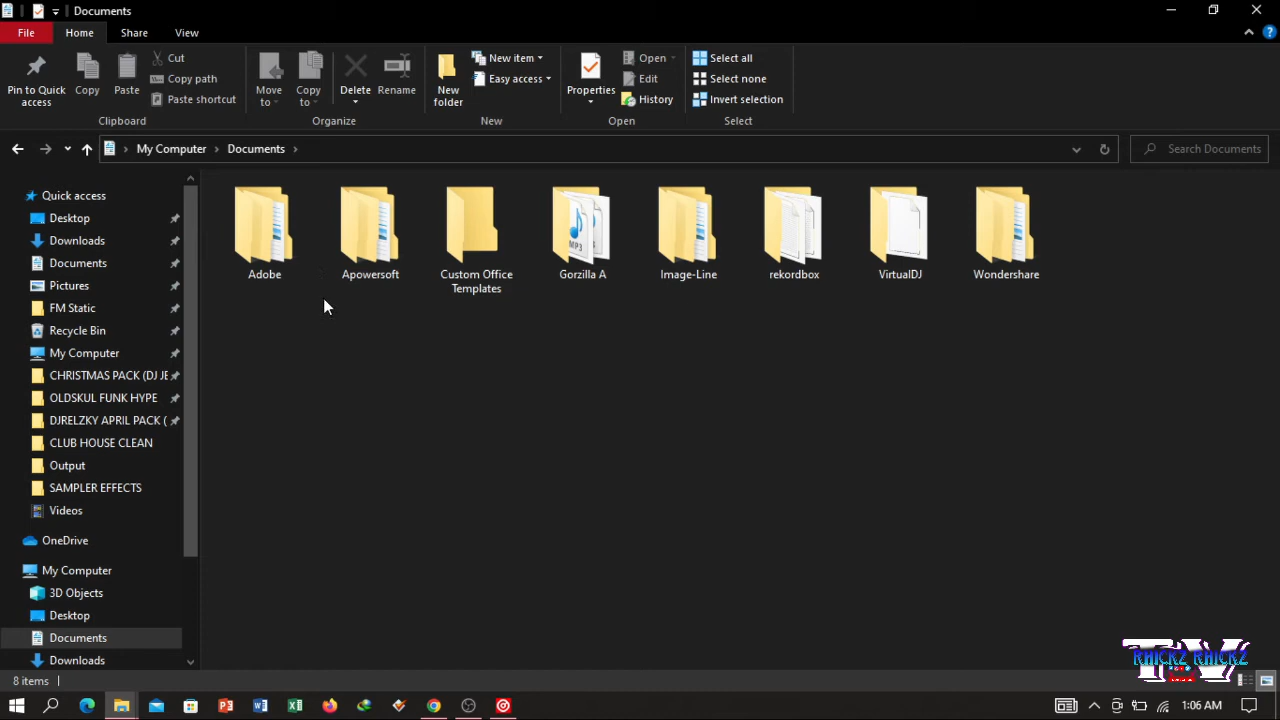 Documents
File
Home
Share
View
Pin to Quick
access
Copy
Paste
Cut
Copy path
Paste shortcut
Clipboard
Move
to
Copy
to
Delete
Rename
Organize
New
folder
New item
Easy access
New
Properties
Open
Edit
History
Open
Select all
Select none
Invert selection
Select
My Computer
Documents
Search Documents
Quick access
Desktop
Downloads
Documents
Pictures
FM Static
Recycle Bin
My Computer
CHRISTMAS PACK (DJ JE
OLDSKUL FUNK HYPE
DJRELZKY APRIL PACK (
CLUB HOUSE CLEAN
Output
SAMPLER EFFECTS
Videos
OneDrive
My Computer
3D Objects
Desktop
Documents
Downloads
Adobe
Apowersoft
Custom Office
Templates
MP3
Gorzilla A
Image-Line
rekordbox
VirtualDJ
Wondershare
8 items
TV
RHICKZ RHICKZ
1:06 AM